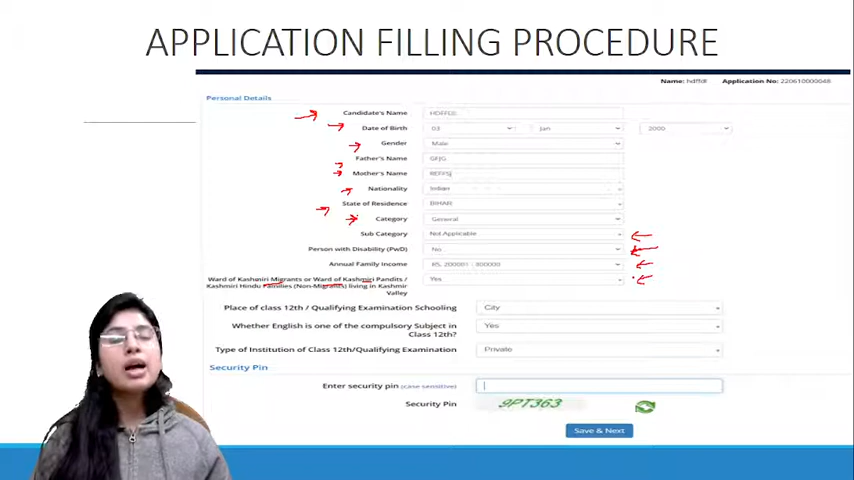 APPLICATION FILLING PROCEDURE
Name: hdffdl Application No: 220610000048
Personal Details
Candidate's Name HDFFDL
Date of Birth 03 Jan 2000
Gender Male
Father's Name GFJG
Mother's Name
Nationality Indian
State of Residence BIHAR
Category General
Sub Category Not Applicable
Person with Disability (PwD) No
Annual Family Income RS. 200001 - 800000
Ward of Kashmiri Migrants or Ward of Kashmiri Pandits / Yes
Kashmiri Hindu Families (Non-Migrants) living in Kashmir
Valley
Place of class 12th / Qualifying Examination Schooling City
Whether English is one of the compulsory Subject in Yes
Class 12th?
Type of Institution of Class 12th/Qualifying Examination Private
Security Pin
Enter security pin (case sensitive)
Security Pin 9PT363
Save & Next